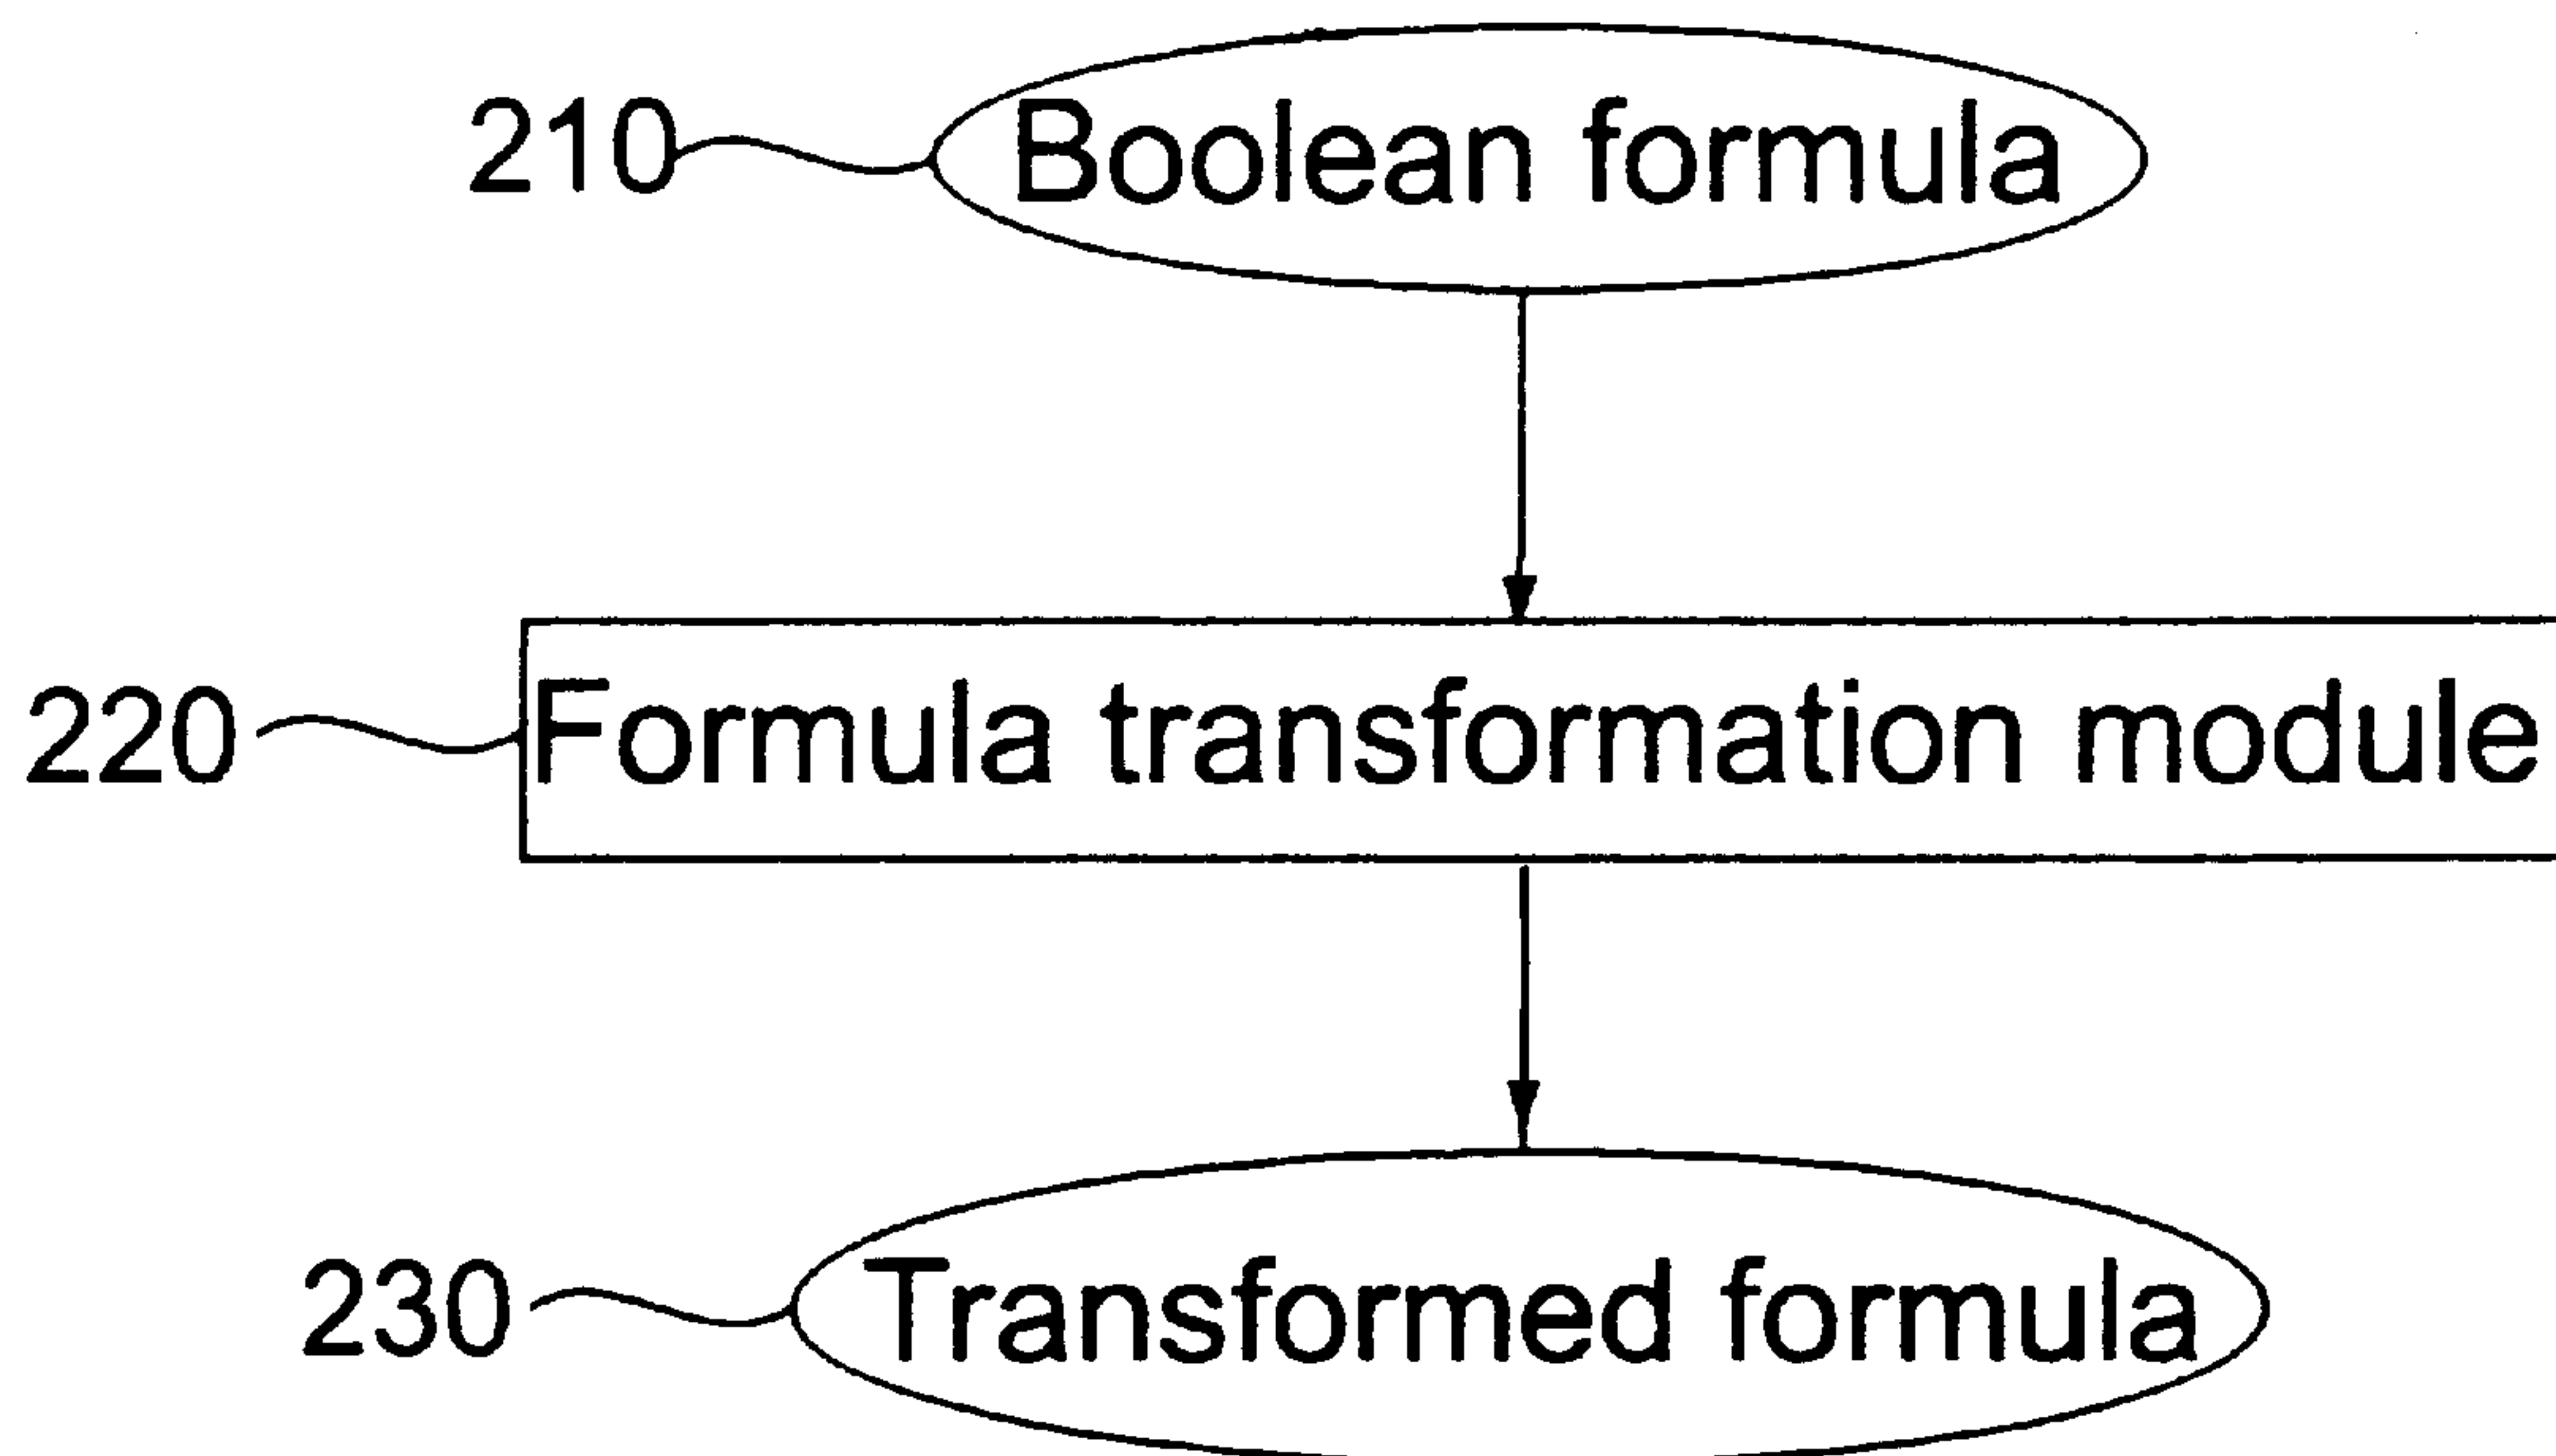 210 Boolean formula
220 Formula transformation module
230 Transformed formula